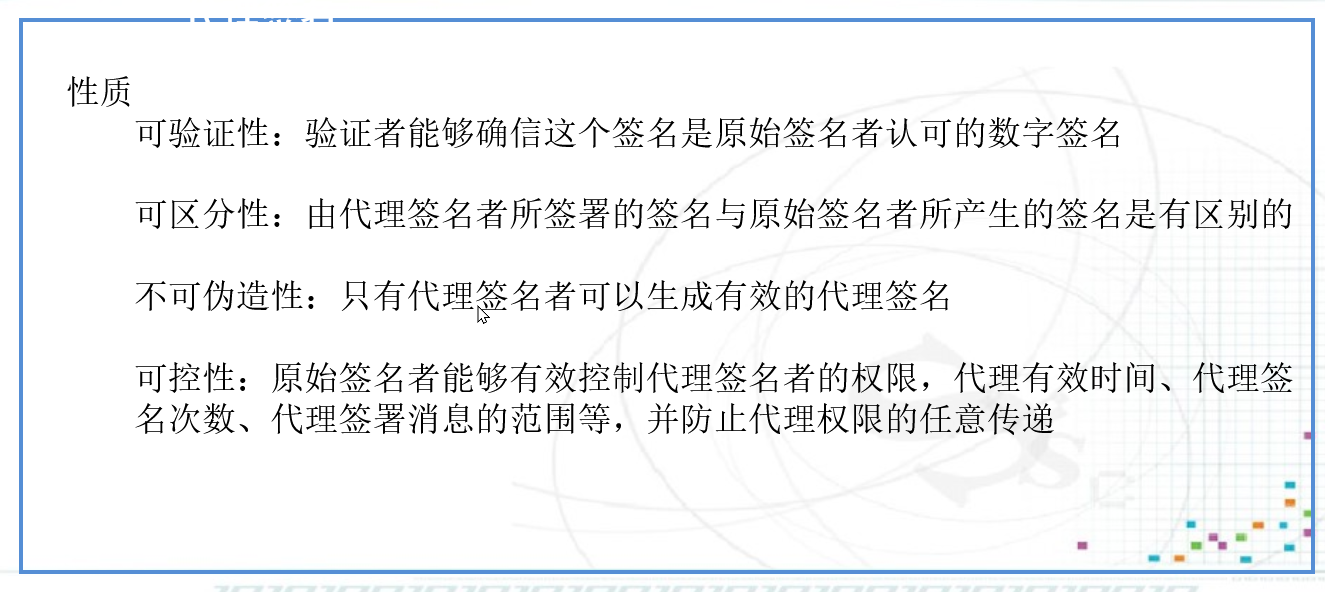 性质
可验证性：验证者能够确信这个签名是原始签名者认可的数字签名
可区分性：由代理签名者所签署的签名与原始签名者所产生的签名是有区别的
不可伪造性：只有代理签名者可以生成有效的代理签名
可控性：原始签名者能够有效控制代理签名者的权限，代理有效时间、代理签
名次数、代理签署消息的范围等，并防止代理权限的任意传递